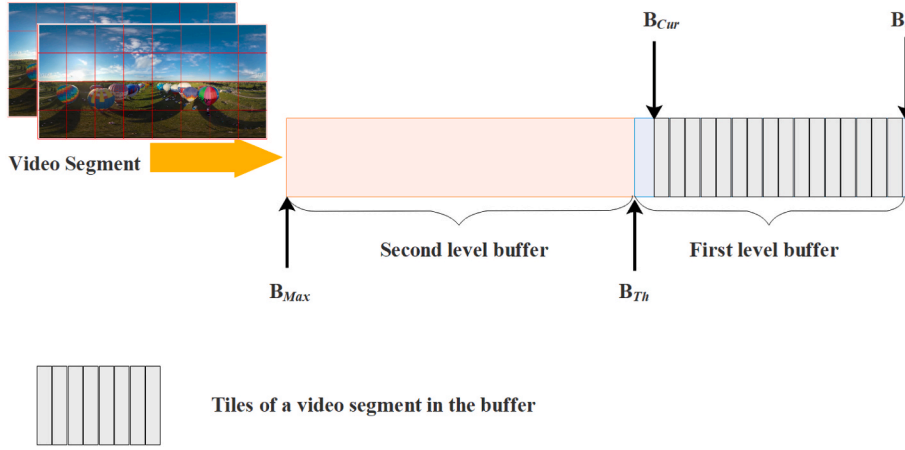 B_Cur
B
Video Segment
Second level buffer
First level buffer
B_Max
B_Th
Tiles of a video segment in the buffer